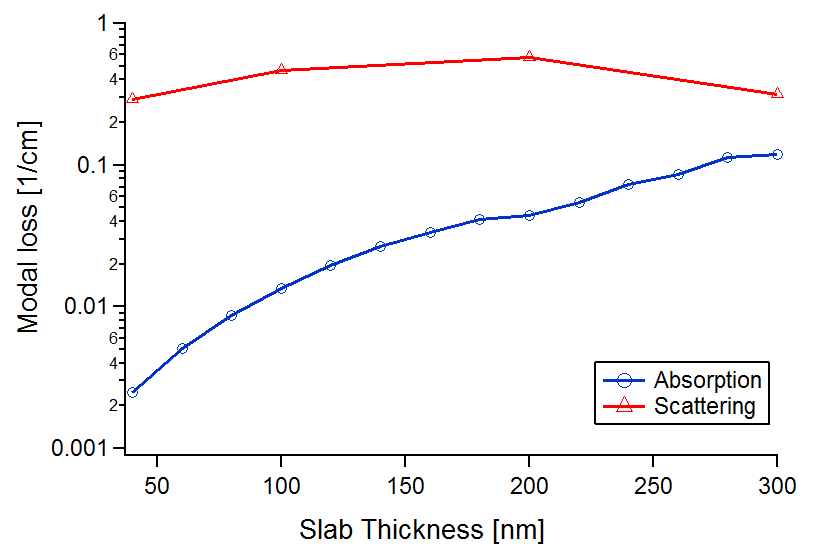 1
6
4
2
0.1
6
4
2
0.01
6
4
2
0.001
Modal loss [1/cm]
Absorption
Scattering
50 100 150 200 250 300
Slab Thickness [nm]